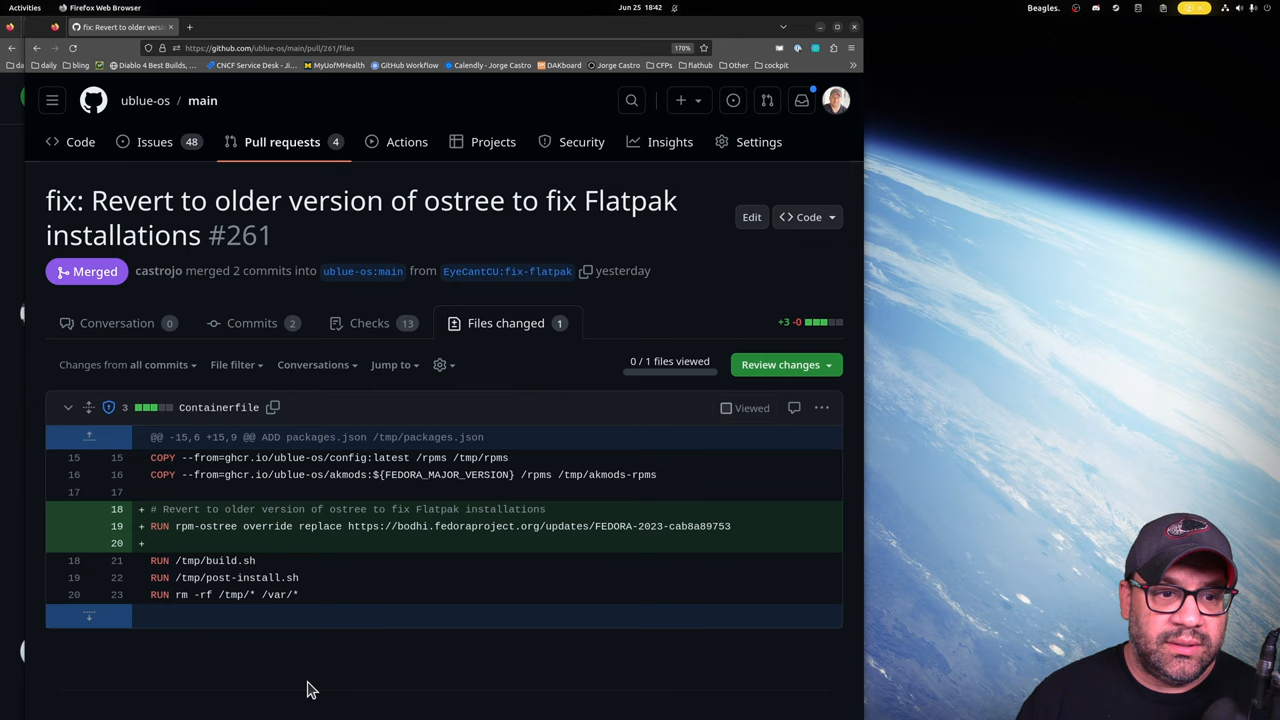 Activities Firefox Web Browser Jun 25 18:42 Beagles.
fix: Revert to older versi
https://github.com/ublue-os/main/pull/261/files 170%
daily bling Diablo 4 Best Builds, ... CNCF Service Desk - Ji... MyUofMHealth GitHub Workflow Calendly - Jorge Castro DAKboard Jorge Castro CFPs flathub Other cockpit
ublue-os / main
Code Issues 48 Pull requests 4 Actions Projects Security Insights Settings
fix: Revert to older version of ostree to fix Flatpak
installations #261
Edit Code
Merged castrojo merged 2 commits into ublue-os:main from EyeCantCU:fix-flatpak yesterday
Conversation 0 Commits 2 Checks 13 Files changed 1 +3 -0
Changes from all commits File filter Conversations Jump to 0 / 1 files viewed Review changes
3 Containerfile Viewed
@@ -15,6 +15,9 @@ ADD packages.json /tmp/packages.json
15 15 COPY --from=ghcr.io/ublue-os/config:latest /rpms /tmp/rpms
16 16 COPY --from=ghcr.io/ublue-os/akmods:${FEDORA_MAJOR_VERSION} /rpms /tmp/akmods-rpms
17 17
18 + # Revert to older version of ostree to fix Flatpak installations
19 + RUN rpm-ostree override replace https://bodhi.fedoraproject.org/updates/FEDORA-2023-cab8a89753
20 +
18 21 RUN /tmp/build.sh
19 22 RUN /tmp/post-install.sh
20 23 RUN rm -rf /tmp/* /var/*